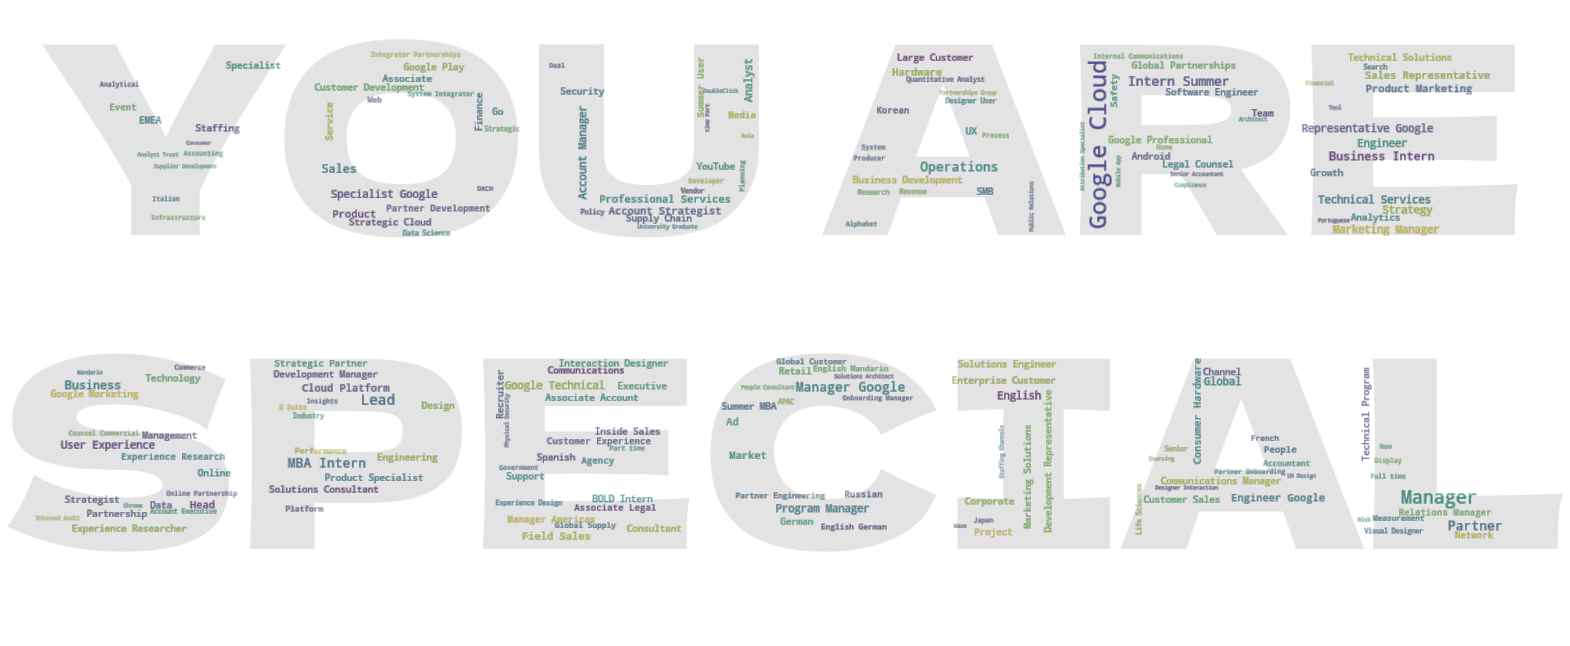 YOU ARE
Analytical
Specialist
Event
EMEA
Staffing
Consumer
Analyst Trust
Accounting
Supplier Development
Italian
Infrastructure
Integrator Partnerships
Google Play
Associate
Customer Development
System Integrator
Web
Service
Finance
Go
Strategic
Sales
DACH
Specialist Google
Partner Development
Product
Strategic Cloud
Data Science
Deal
Security
Summer User
DoubleClick
Analyst
time Part
Media
Asia
Account Manager
YouTube
Planning
Developer
Vendor
Professional Services
Policy
Account Strategist
Supply Chain
University Graduate
Large Customer
Hardware
Quantitative Analyst
Partnerships Group
Designer User
Korean
UX
Process
System
Producer
Operations
Business Development
Research
Revenue
SMB
Public Relations
Alphabet
Internal Communications
Global Partnerships
Google Cloud
Safety
Intern Summer
Software Engineer
Team
Architect
Attribution Specialist
Google Professional
Home
Android
Mobile App
Legal Counsel
Senior Accountant
Compliance
Technical Solutions
Search
Sales Representative
Financial
Product Marketing
Tool
Representative Google
Engineer
Business Intern
Growth
Technical Services
Strategy
Portuguese
Analytics
Marketing Manager
SPECIAL
Commerce
Mandarin
Technology
Business
Google Marketing
Counsel Commercial
Management
User Experience
Experience Research
Online
Online Partnership
Strategist
Chrome
Data
Head
Partnership
Account Executive
Internal Audit
Experience Researcher
Strategic Partner
Development Manager
Cloud Platform
Insights
Lead
G Suite
Industry
Design
Performance
Engineering
MBA Intern
Product Specialist
Solutions Consultant
Platform
Interaction Designer
Communications
Recruiter
Google Technical
Executive
Associate Account
Physical Security
Inside Sales
Customer Experience
Part time
Spanish
Agency
Government
Support
Experience Design
BOLD Intern
Associate Legal
Manager Americas
Global Supply
Consultant
Field Sales
Global Customer
Retail
English Mandarin
Solutions Architect
People Consultant
Manager Google
Onboarding Manager
APAC
Summer MBA
Ad
Market
Partner Engineering
Russian
Program Manager
German
English German
Solutions Engineer
Enterprise Customer
English
Staffing Channels
Marketing Solutions
Development Representative
Corporate
Waze
Japan
Project
Consumer Hardware
Channel
Global
French
Senior
People
Sourcing
Accountant
Partner Onboarding
UX Design
Communications Manager
Designer Interaction
Customer Sales
Engineer Google
Life Sciences
Technical Program
New
Display
Full time
Manager
Relations Manager
Risk
Measurement
Partner
Visual Designer
Network